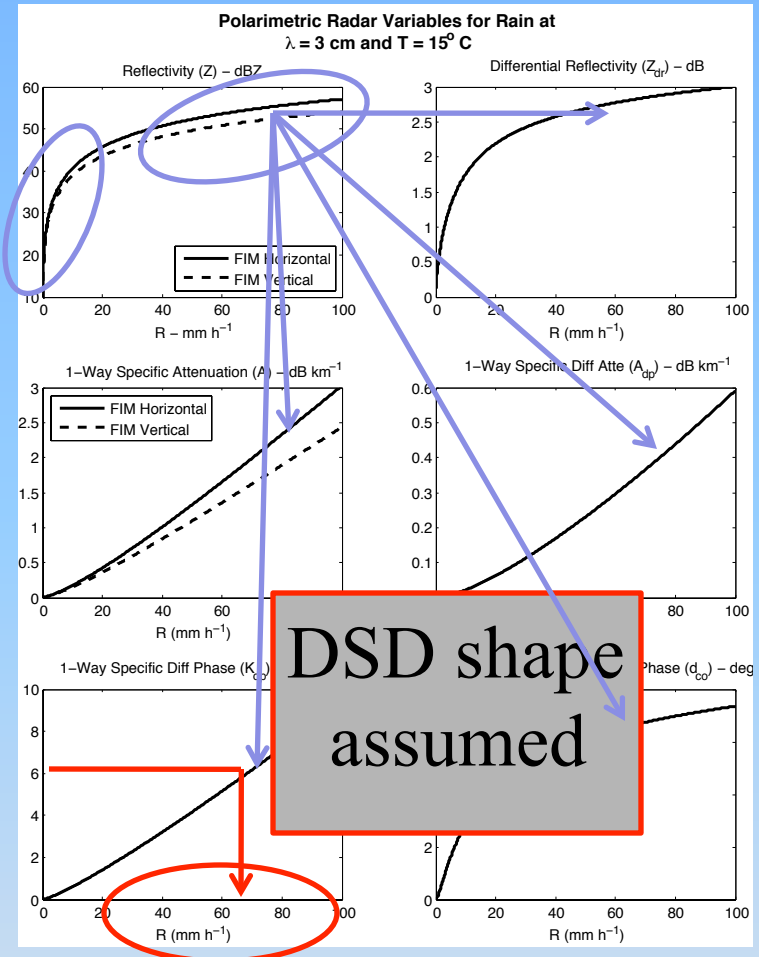 Polarimetric Radar Variables for Rain at
λ = 3 cm and T = 15° C
Reflectivity (Z) – dBZ
60
50
40
30
20
10
FIM Horizontal
FIM Vertical
0 20 40 60 80 100
R – mm h⁻¹
Differential Reflectivity (Z_dr) – dB
3
2.5
2
1.5
1
0.5
0
0 20 40 60 80 100
R (mm h⁻¹)
1–Way Specific Attenuation (A) – dB km⁻¹
3
2.5
2
1.5
1
0.5
0
FIM Horizontal
FIM Vertical
0 20 40 60 80 100
R (mm h⁻¹)
1–Way Specific Diff Atte (A_dp) – dB km⁻¹
0.6
0.5
0.4
0.3
0.2
0.1
80 100
1–Way Specific Diff Phase (K_dp)
10
8
6
4
2
0
0 20 40 60 80 100
R (mm h⁻¹)
DSD shape
assumed
Phase (d_co) – deg
2
0
0 20 40 60 80 100
R (mm h⁻¹)